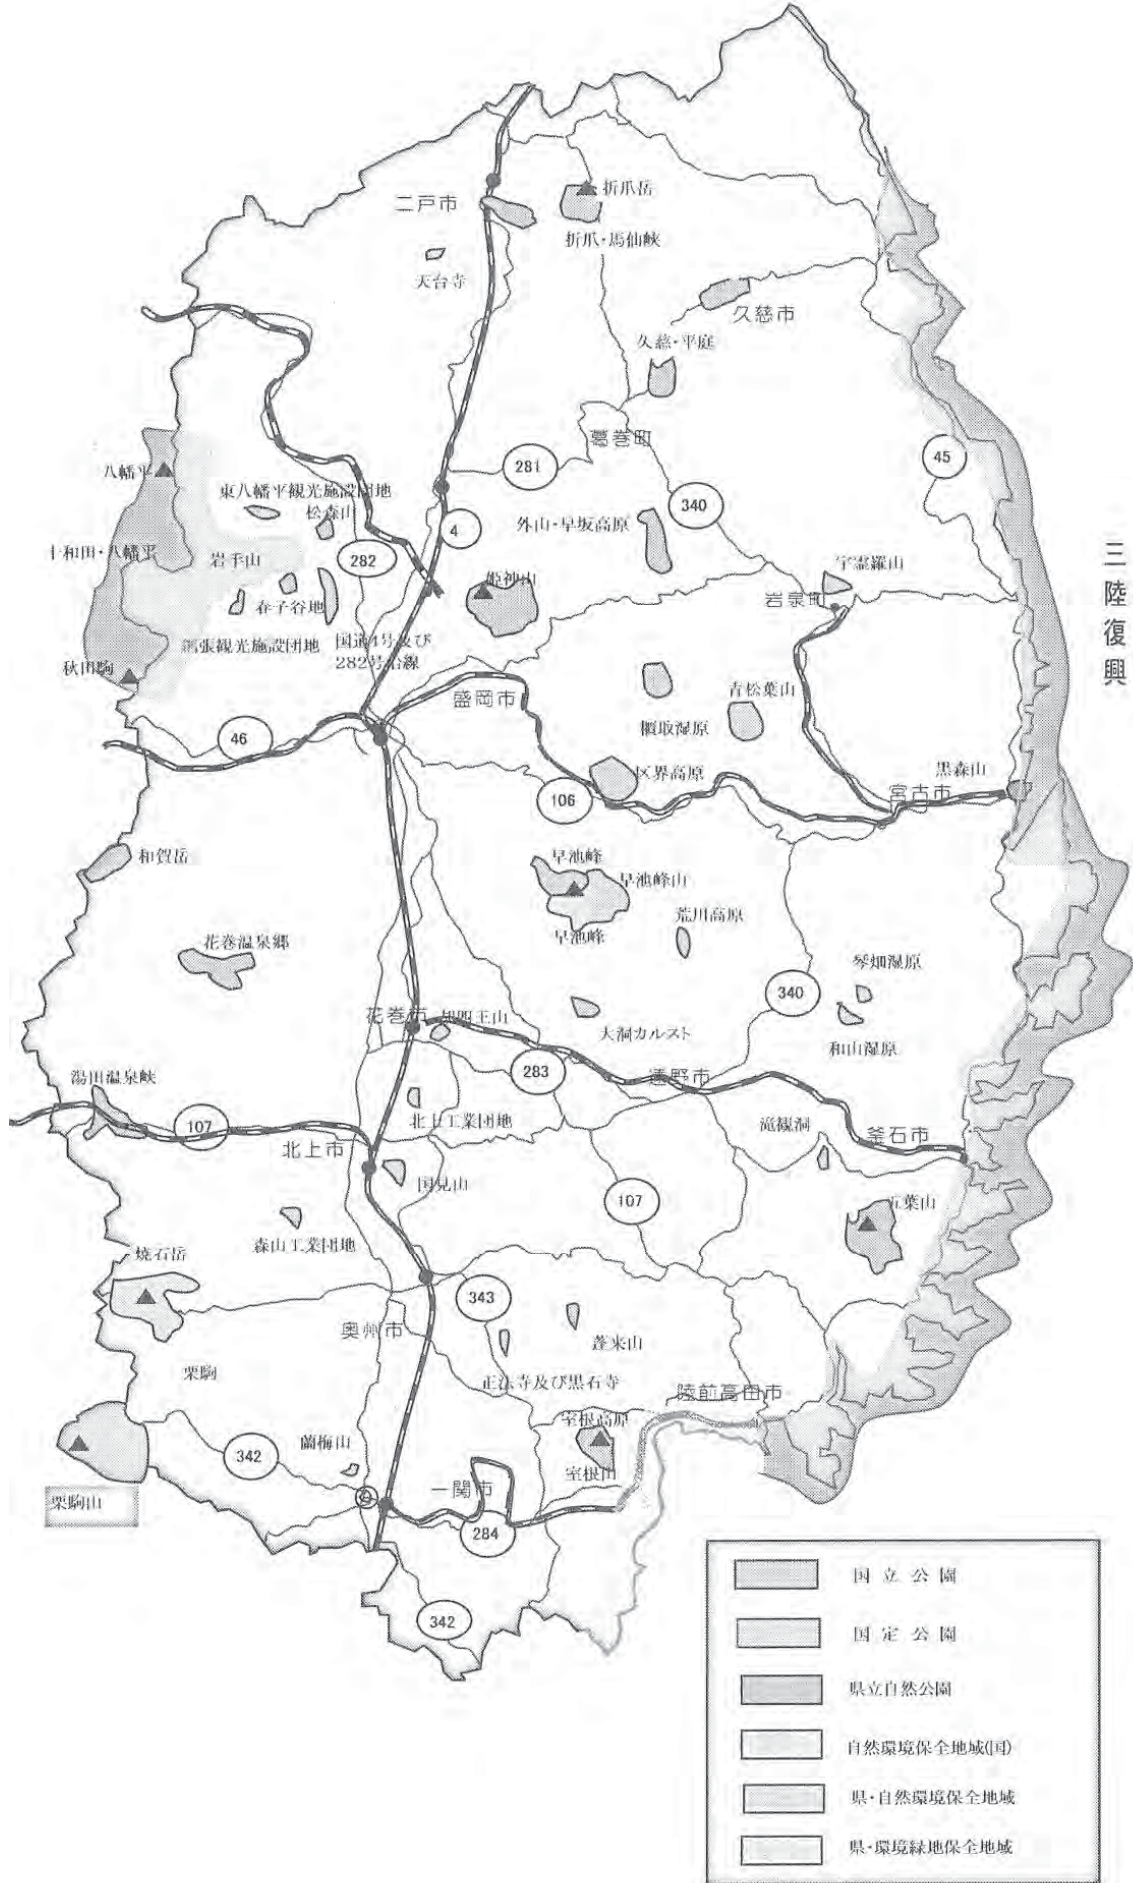 折爪岳
二戸市
折爪・馬仙峡
天台寺
久慈市
久慈・平庭
葛巻町
45
281
八幡平
東八幡平観光施設団地
松森山
340
4
外山・早坂高原
十和田・八幡平
岩手山
282
姫神山
宇霊羅山
三陸復興
岩泉町
春子谷地
網張観光施設団地
国道4号及び
282号沿線
秋田駒
盛岡市
青松葉山
櫃取湿原
46
区界高原
黒森山
106
宮古市
和賀岳
早池峰
早池峰山
荒川高原
早池峰
花巻温泉郷
琴畑湿原
340
花巻市
胡四王山
大洞カルスト
和山湿原
283
遠野市
湯田温泉峡
107
北上工業団地
滝観洞
釜石市
北上市
国見山
107
五葉山
森山工業団地
焼石岳
343
奥州市
蓬来山
栗駒
正法寺及び黒石寺
陸前高田市
室根高原
蘭梅山
342
室根山
一関市
栗駒山
284
342
国立公園
国定公園
県立自然公園
自然環境保全地域(国)
県・自然環境保全地域
県・環境緑地保全地域